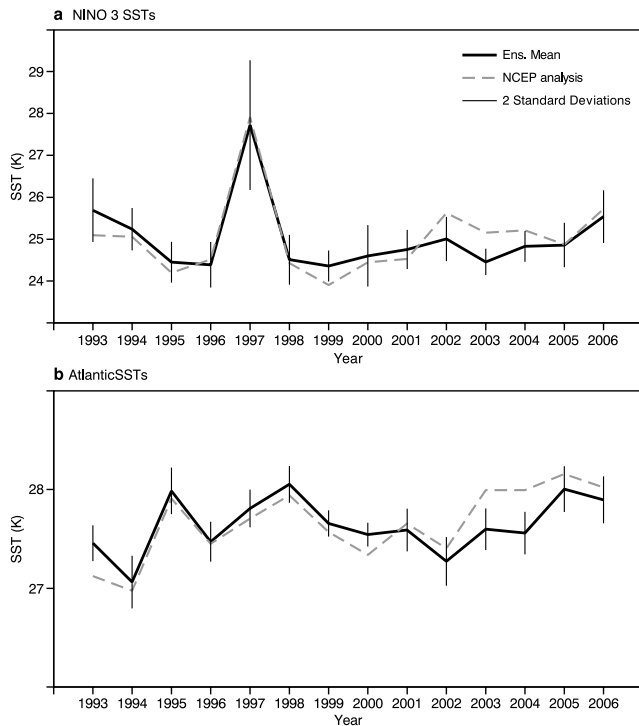 a NINO 3 SSTs
Ens. Mean
NCEP analysis
2 Standard Deviations
29
28
27
26
25
24
SST (K)
1993 1994 1995 1996 1997 1998 1999 2000 2001 2002 2003 2004 2005 2006
Year
b AtlanticSSTs
28
27
SST (K)
1993 1994 1995 1996 1997 1998 1999 2000 2001 2002 2003 2004 2005 2006
Year